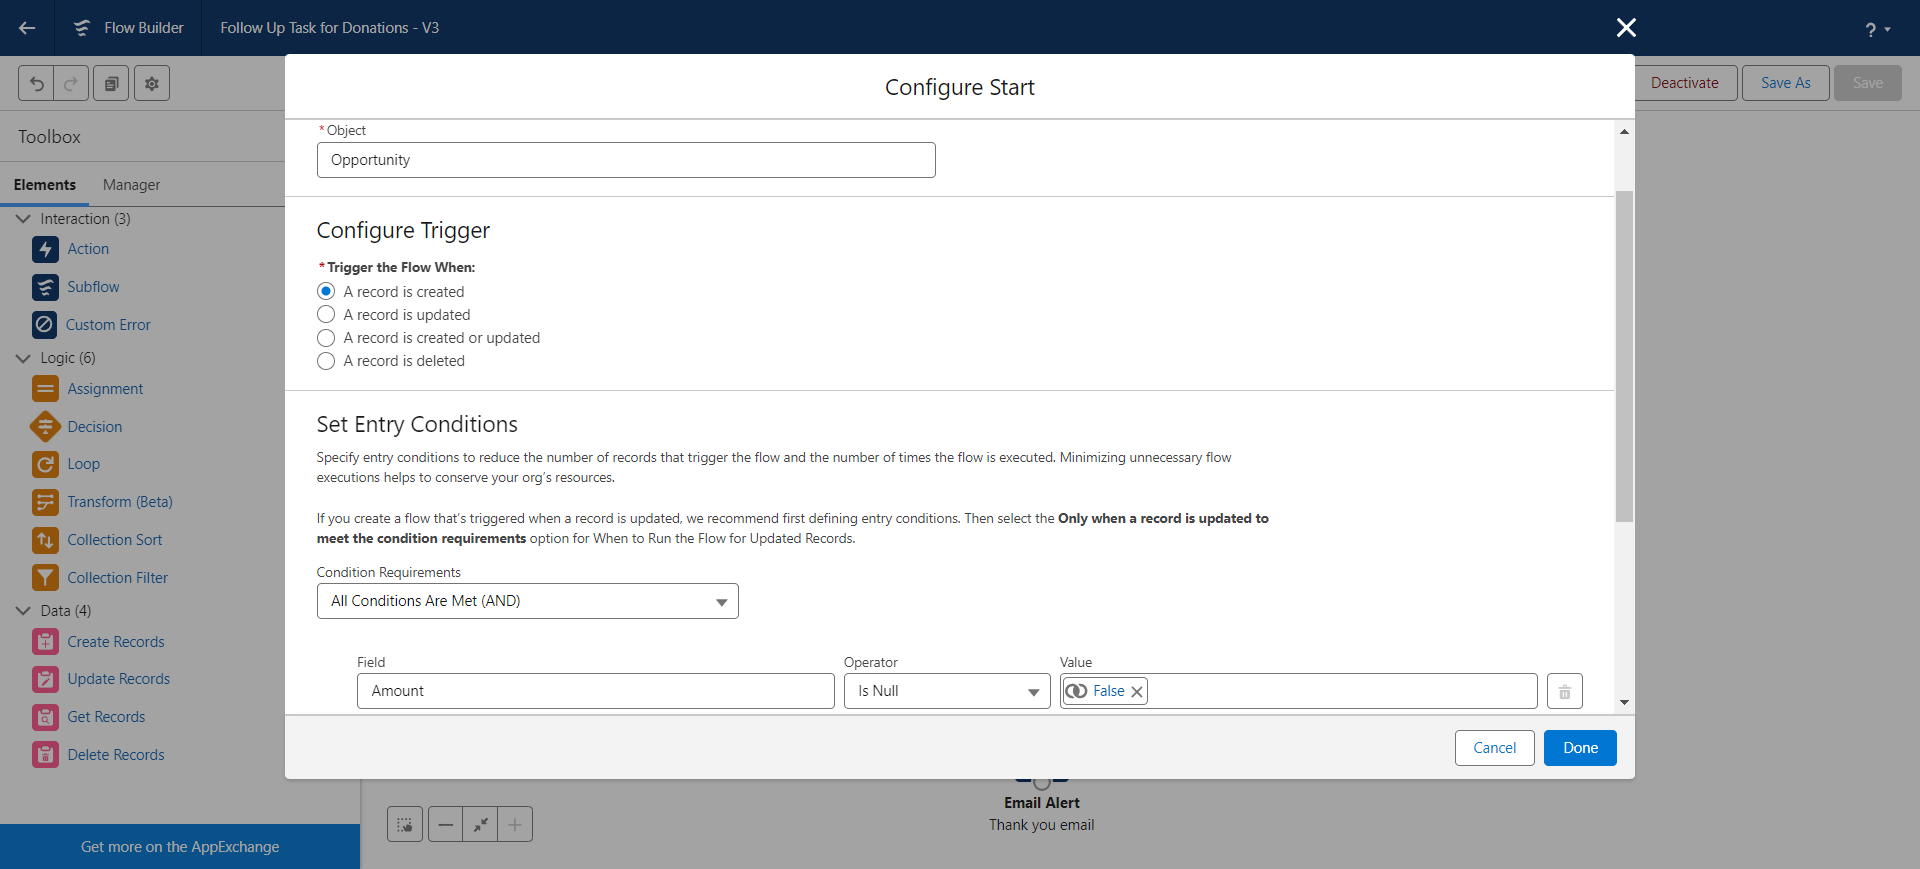 Flow Builder
Follow Up Task for Donations - V3
?
Deactivate
Save As
Save
Toolbox
Elements
Manager
Interaction (3)
Action
Subflow
Custom Error
Logic (6)
Assignment
Decision
Loop
Transform (Beta)
Collection Sort
Collection Filter
Data (4)
Create Records
Update Records
Get Records
Delete Records
Get more on the AppExchange
Configure Start
* Object
Opportunity
Configure Trigger
* Trigger the Flow When:
A record is created
A record is updated
A record is created or updated
A record is deleted
Set Entry Conditions
Specify entry conditions to reduce the number of records that trigger the flow and the number of times the flow is executed. Minimizing unnecessary flow
executions helps to conserve your org's resources.
If you create a flow that's triggered when a record is updated, we recommend first defining entry conditions. Then select the Only when a record is updated to
meet the condition requirements option for When to Run the Flow for Updated Records.
Condition Requirements
All Conditions Are Met (AND)
Field
Operator
Value
Amount
Is Null
False
Cancel
Done
Email Alert
Thank you email